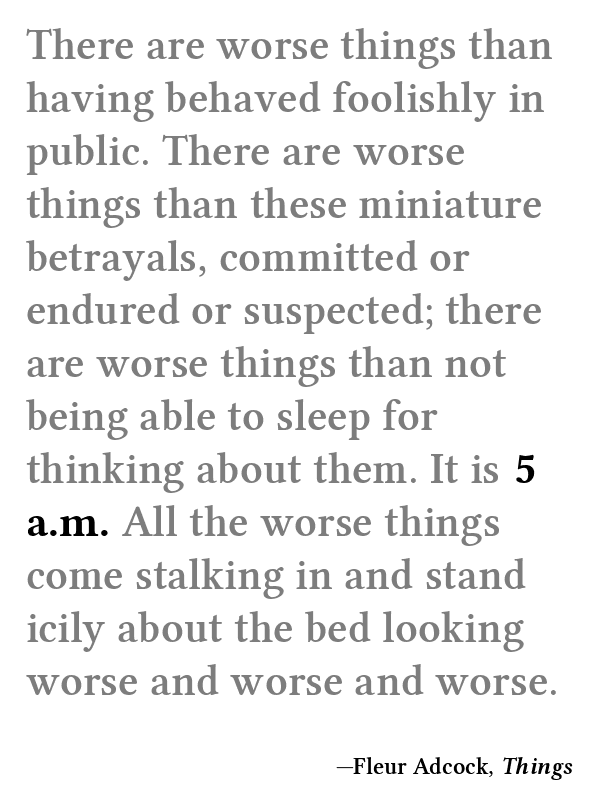 There are worse things than
having behaved foolishly in
public. There are worse
things than these miniature
betrayals, committed or
endured or suspected; there
are worse things than not
being able to sleep for
thinking about them. It is 5
a.m. All the worse things
come stalking in and stand
icily about the bed looking
worse and worse and worse.
—Fleur Adcock, Things